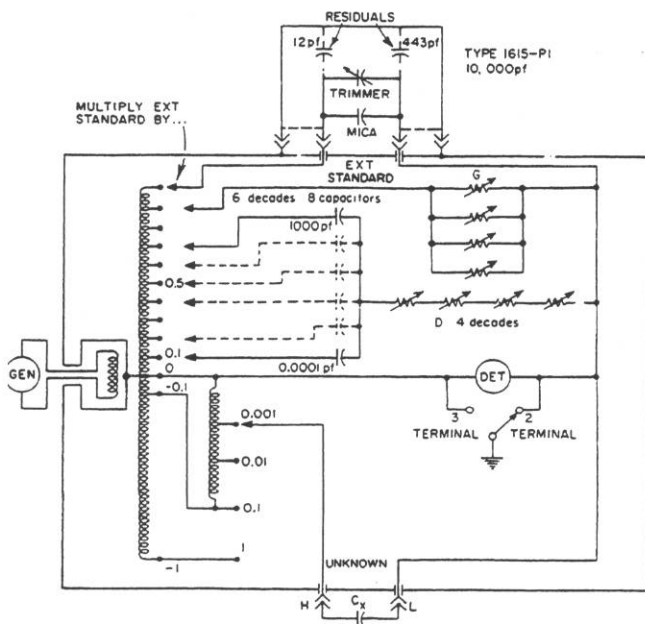 RESIDUALS
12pf
443pf
TYPE 1615-P1
10,000pf
TRIMMER
MULTIPLY EXT
STANDARD BY...
MICA
EXT
STANDARD
G
6 decades 8 capacitors
1000pf
0.5
D 4 decades
0.1
0.0001pf
0
GEN
DET
-0.1
0.001
3
2
TERMINAL
TERMINAL
0.01
0.1
1
-1
UNKNOWN
H
Cx
L